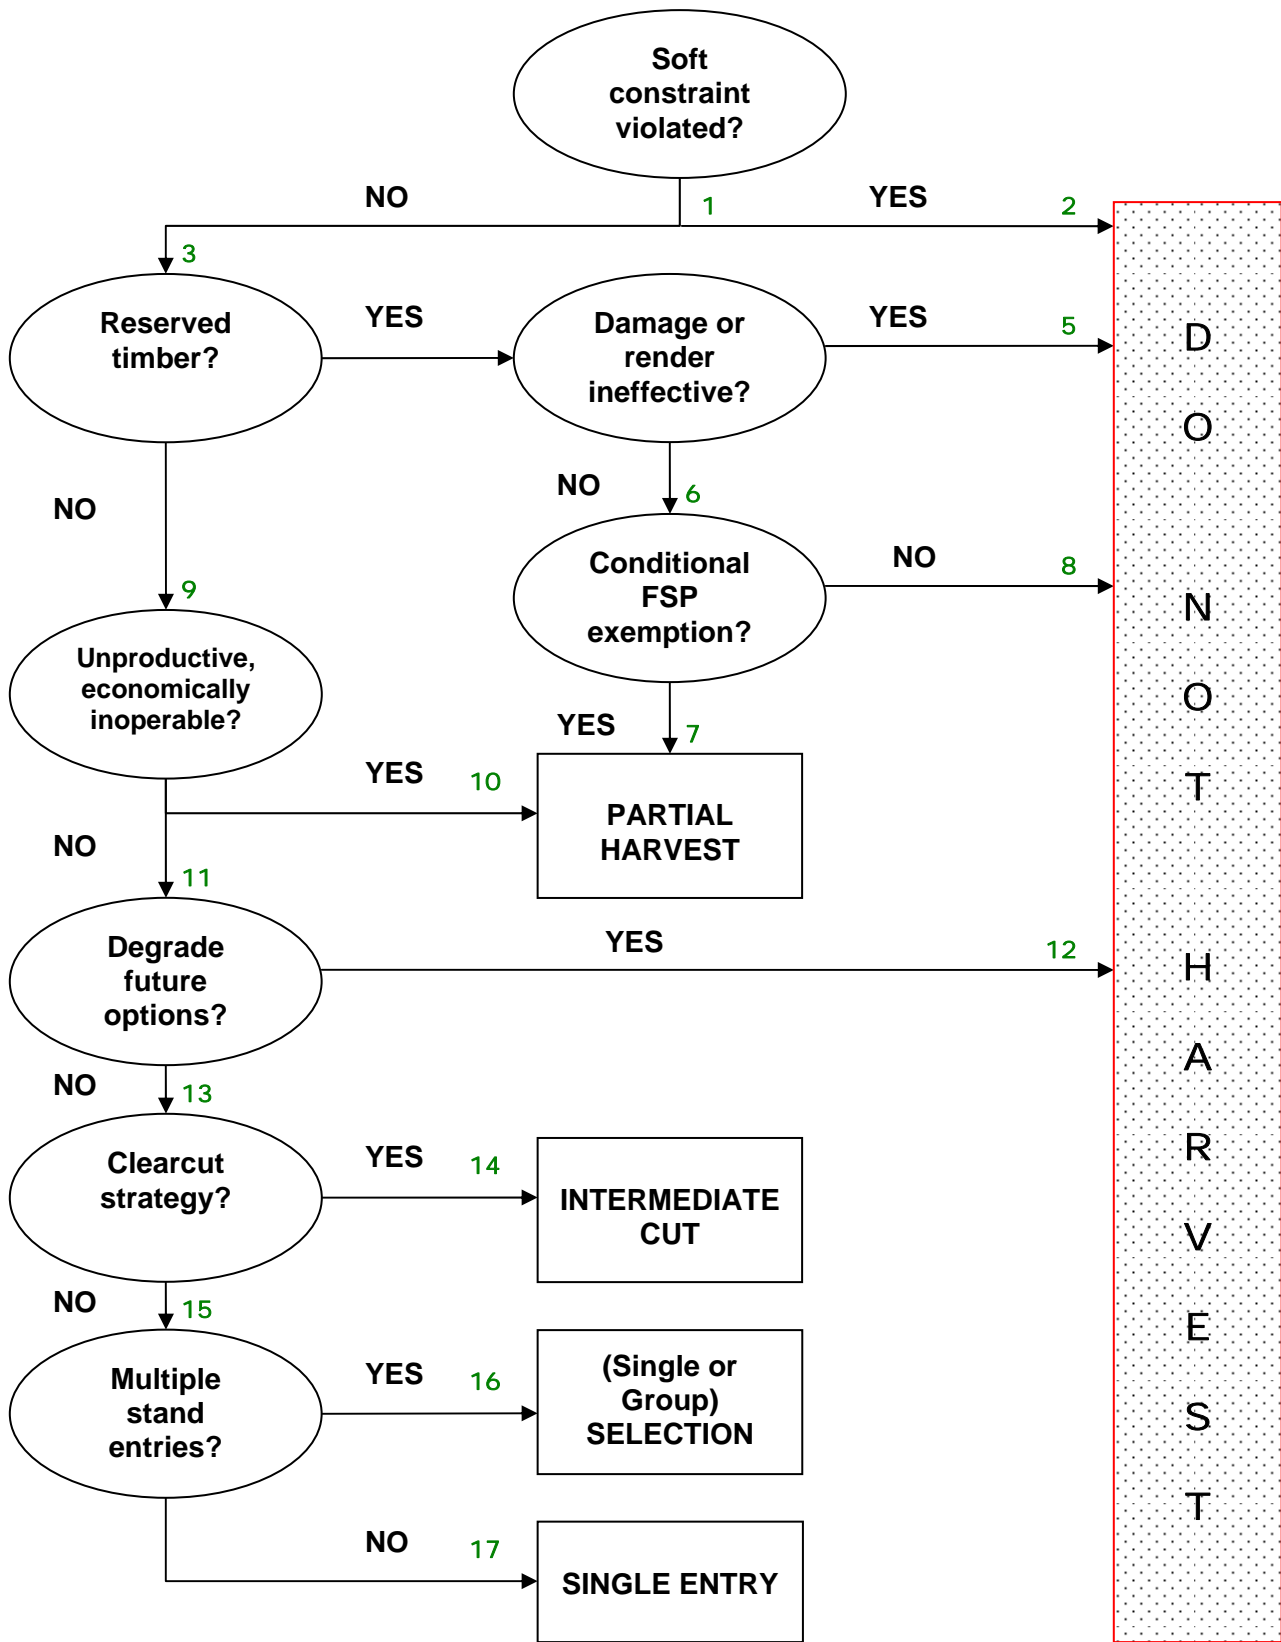 Soft
constraint
violated?
NO
1
YES
2
3
Reserved
timber?
YES
Damage or
render
ineffective?
YES
5
NO
6
NO
9
Conditional
FSP
exemption?
NO
8
YES
7
Unproductive,
economically
inoperable?
YES
10
PARTIAL
HARVEST
NO
11
Degrade
future
options?
YES
12
NO
13
Clearcut
strategy?
YES
14
INTERMEDIATE
CUT
NO
15
Multiple
stand
entries?
YES
16
(Single or
Group)
SELECTION
NO
17
SINGLE ENTRY
D
O
N
O
T
H
A
R
V
E
S
T